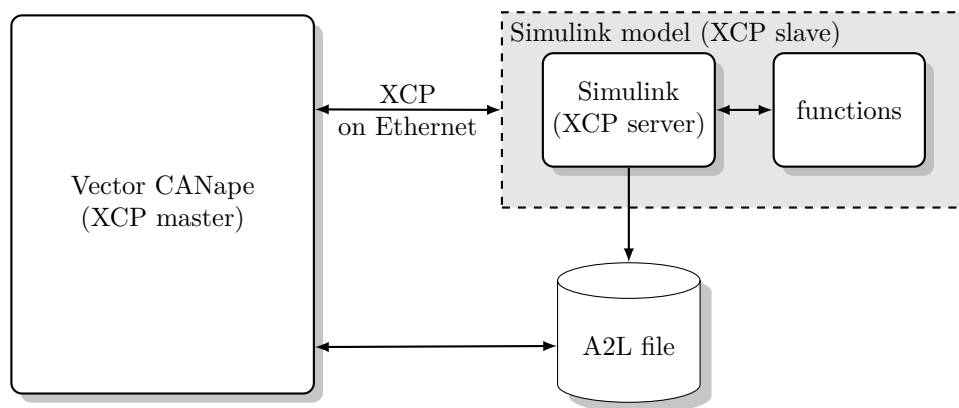 Simulink model (XCP slave)
XCP
on Ethernet
Simulink
(XCP server)
functions
Vector CANape
(XCP master)
A2L file